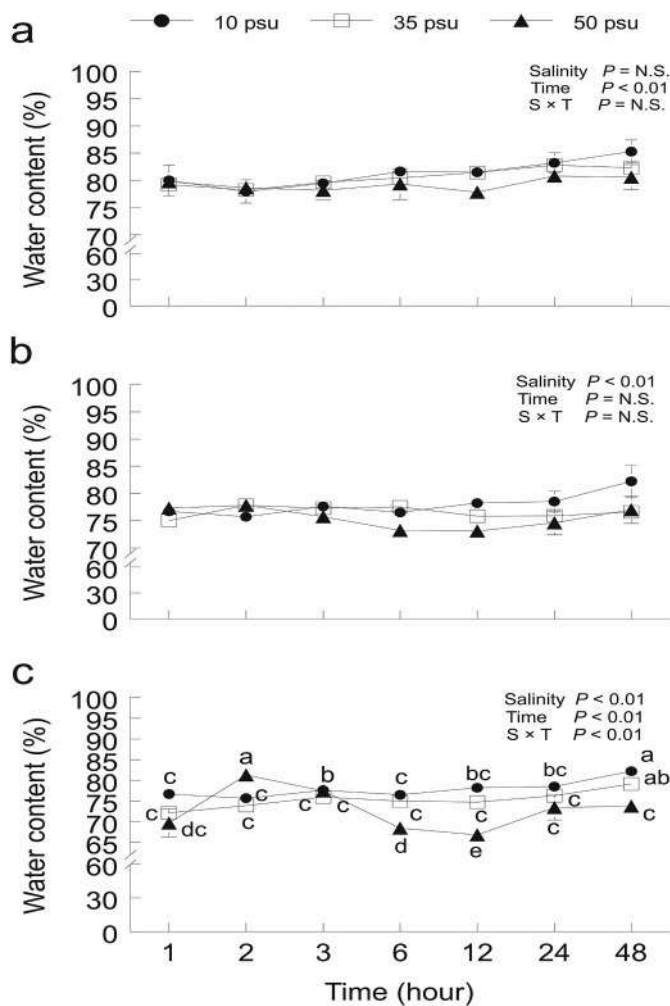 a
10 psu 35 psu 50 psu
Salinity P = N.S.
Time P < 0.01
S × T P = N.S.
Water content (%)
100
95
90
85
80
75
70
60
30
0
b
Salinity P < 0.01
Time P = N.S.
S × T P = N.S.
Water content (%)
100
95
90
85
80
75
70
60
30
0
c
Salinity P < 0.01
Time P < 0.01
S × T P < 0.01
Water content (%)
100
95
90
85
80
75
70
65
60
30
0
c a b c bc bc a
c dc c c c c c c c c ab
d e c c
1 2 3 6 12 24 48
Time (hour)